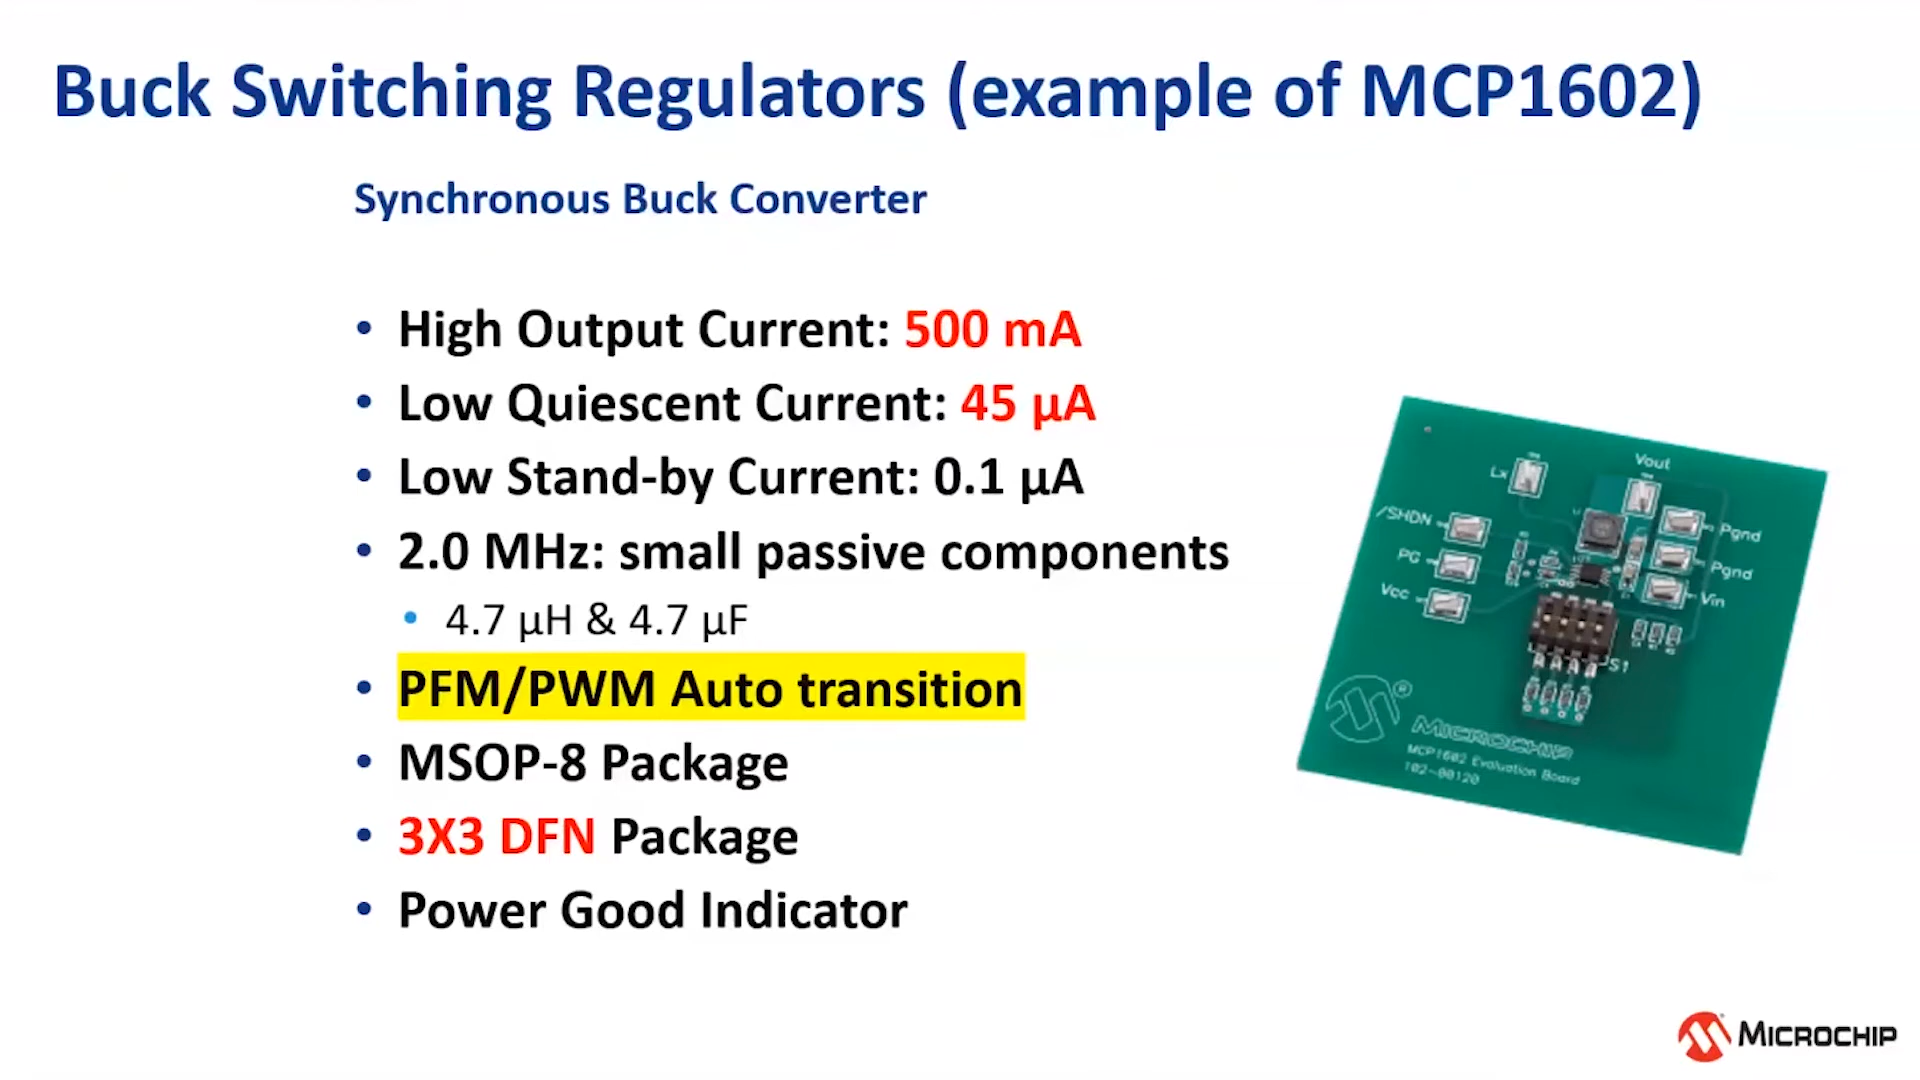 Buck Switching Regulators (example of MCP1602)
Synchronous Buck Converter
• High Output Current: 500 mA
• Low Quiescent Current: 45 µA
• Low Stand-by Current: 0.1 µA
• 2.0 MHz: small passive components
• 4.7 µH & 4.7 µF
• PFM/PWM Auto transition
• MSOP-8 Package
• 3X3 DFN Package
• Power Good Indicator
Vout
Lx
/SHDN
Pgnd
PG
Pgnd
Vcc
Vin
S1
MICROCHIP
MCP1602 Evaluation Board
102-00120
MICROCHIP